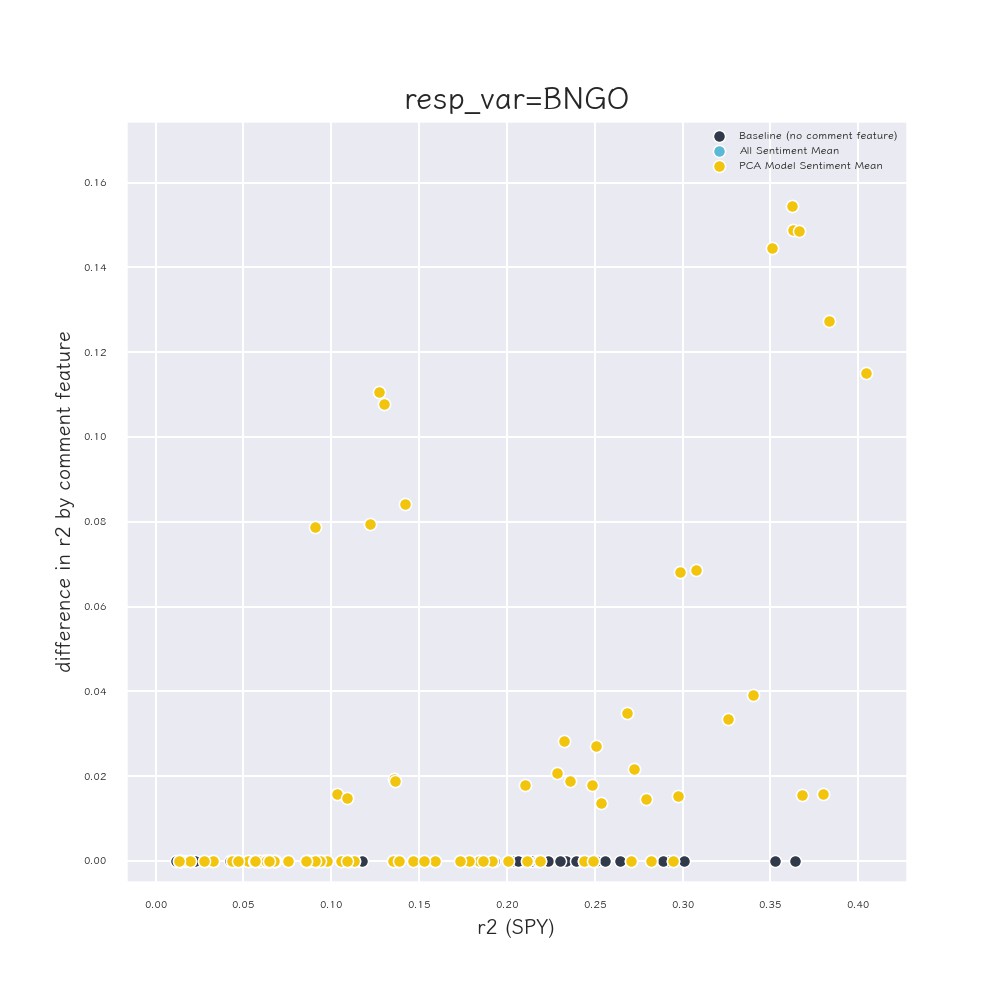 resp_var=BNGO
Baseline (no comment feature)
All Sentiment Mean
PCA Model Sentiment Mean
0.16
0.14
0.12
0.10
0.08
0.06
0.04
0.02
0.00
difference in r2 by comment feature
0.00 0.05 0.10 0.15 0.20 0.25 0.30 0.35 0.40
r2 (SPY)